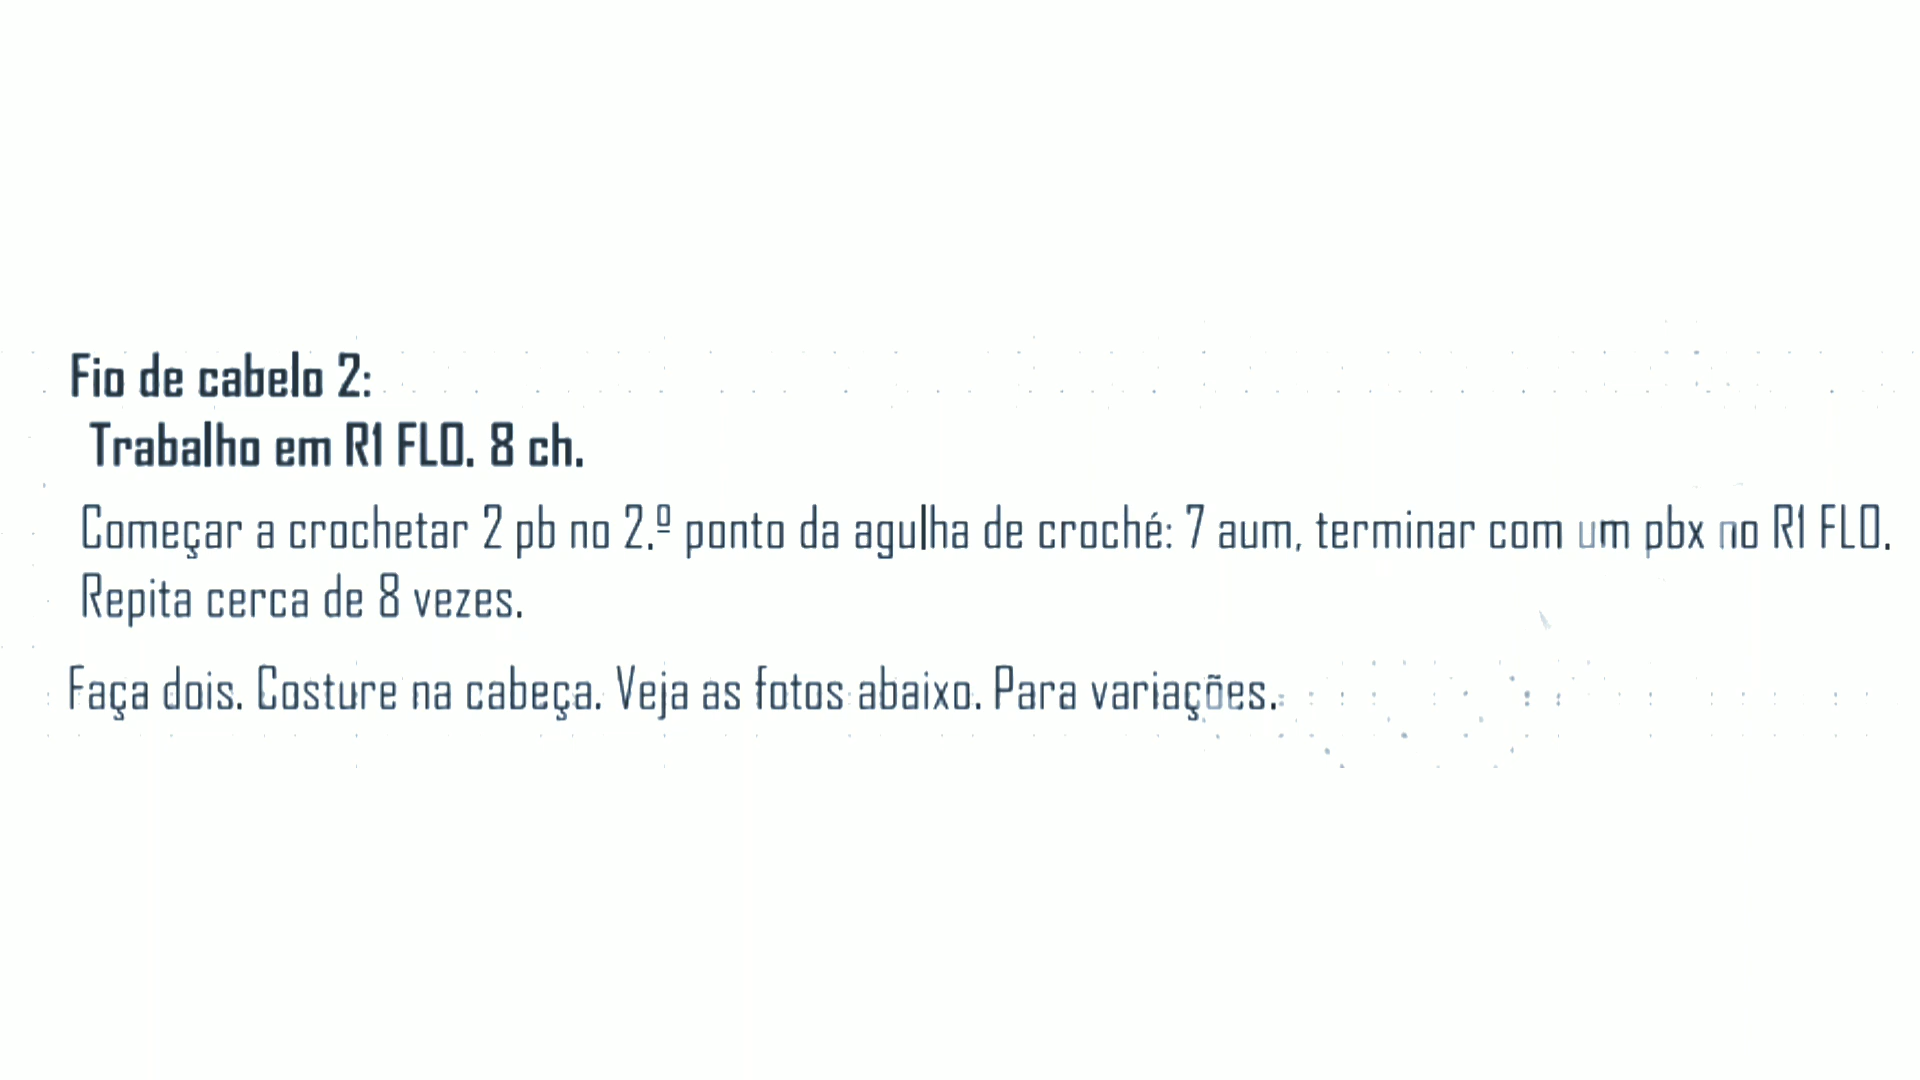 Fio de cabelo 2:
Trabalho em R1 FLO. 8 ch.
Começar a crochetar 2 pb no 2.º ponto da agulha de croché: 7 aum, terminar com um pbx no R1 FLO.
Repita cerca de 8 vezes.
Faça dois. Costure na cabeça. Veja as fotos abaixo. Para variações.